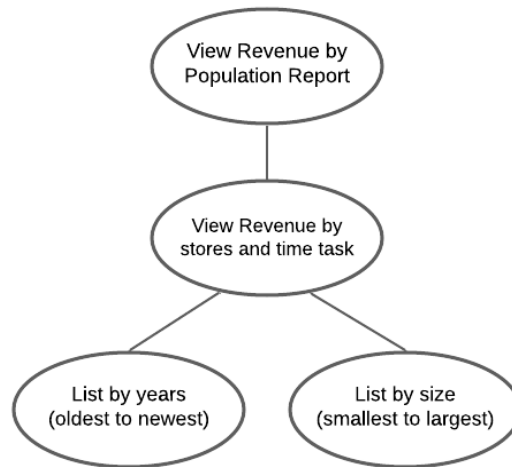 View Revenue by
Population Report
View Revenue by
stores and time task
List by years
(oldest to newest)
List by size
(smallest to largest)